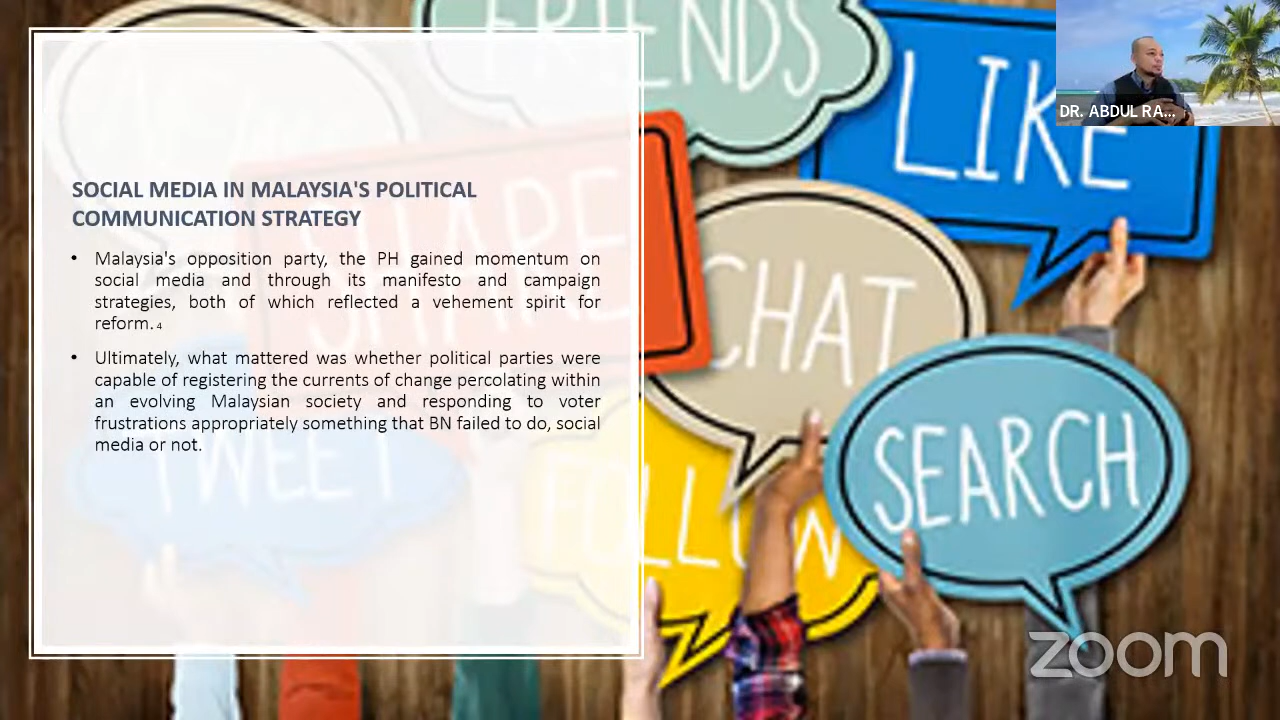 FRIENDS
LIKE
DR. ABDUL RA...
SHARE
SOCIAL MEDIA IN MALAYSIA'S POLITICAL
COMMUNICATION STRATEGY
• Malaysia's opposition party, the PH gained momentum on
social media and through its manifesto and campaign
strategies, both of which reflected a vehement spirit for
reform. 4
• Ultimately, what mattered was whether political parties were
capable of registering the currents of change percolating within
an evolving Malaysian society and responding to voter
frustrations appropriately something that BN failed to do, social
media or not.
CHAT
TWEET
FOLLOW
SEARCH
zoom